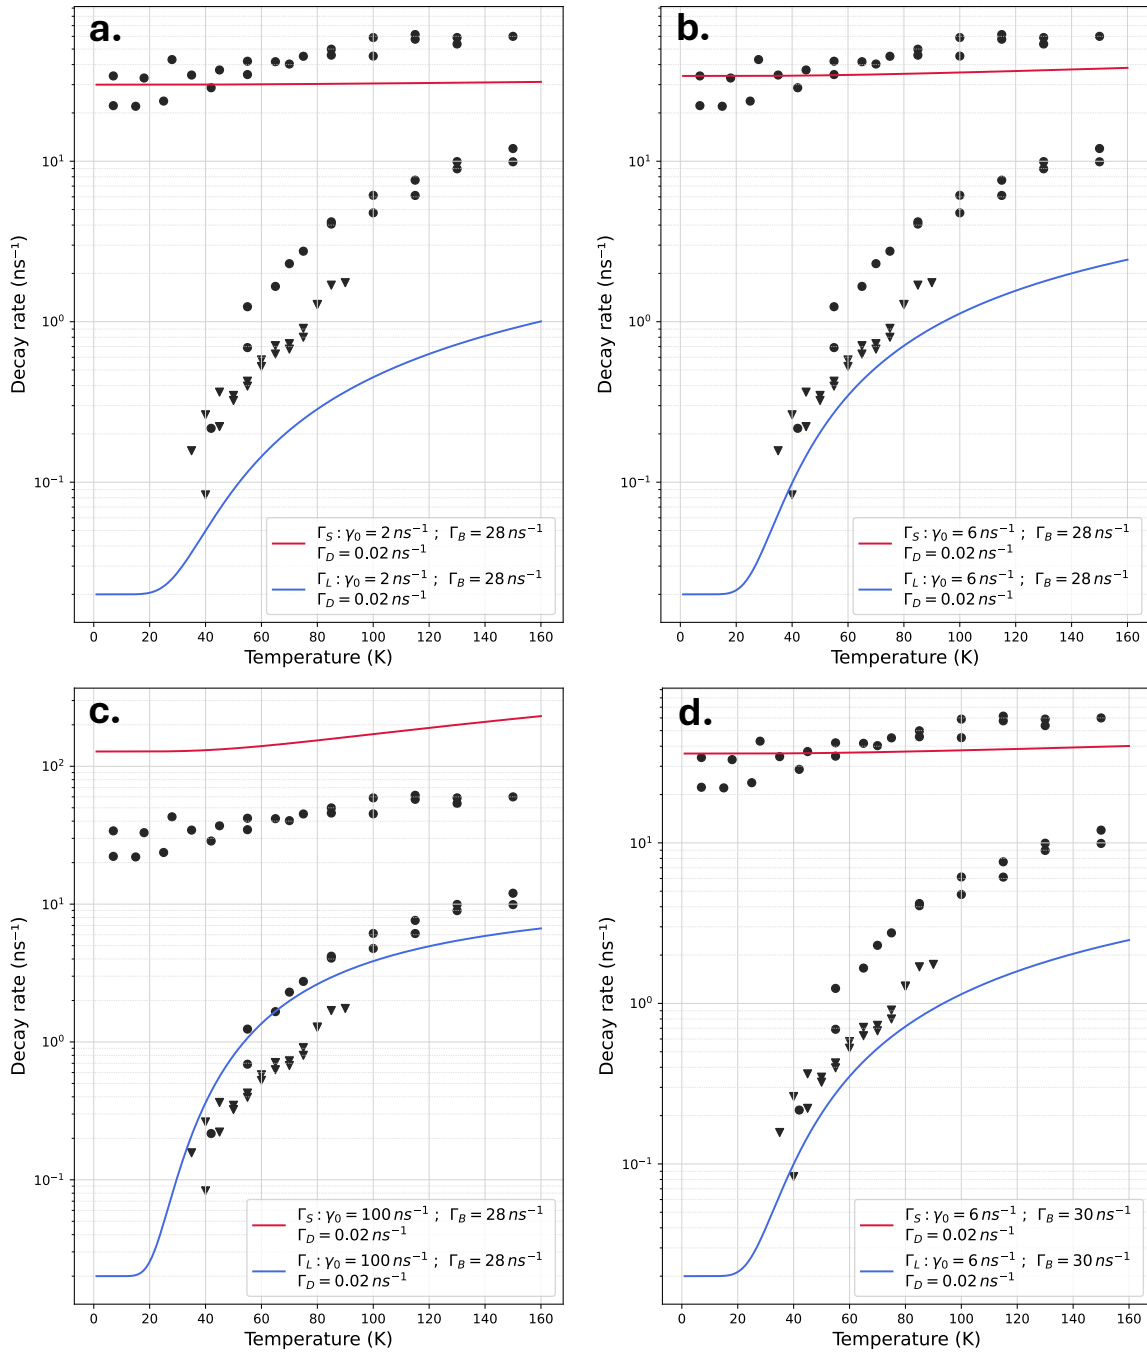 a.
Decay rate (ns⁻¹)
10¹
10⁰
10⁻¹
Γ_S : γ₀ = 2 ns⁻¹ ; Γ_B = 28 ns⁻¹
Γ_D = 0.02 ns⁻¹
Γ_L : γ₀ = 2 ns⁻¹ ; Γ_B = 28 ns⁻¹
Γ_D = 0.02 ns⁻¹
0 20 40 60 80 100 120 140 160
Temperature (K)
b.
Decay rate (ns⁻¹)
10¹
10⁰
10⁻¹
Γ_S : γ₀ = 6 ns⁻¹ ; Γ_B = 28 ns⁻¹
Γ_D = 0.02 ns⁻¹
Γ_L : γ₀ = 6 ns⁻¹ ; Γ_B = 28 ns⁻¹
Γ_D = 0.02 ns⁻¹
0 20 40 60 80 100 120 140 160
Temperature (K)
c.
Decay rate (ns⁻¹)
10²
10¹
10⁰
10⁻¹
Γ_S : γ₀ = 100 ns⁻¹ ; Γ_B = 28 ns⁻¹
Γ_D = 0.02 ns⁻¹
Γ_L : γ₀ = 100 ns⁻¹ ; Γ_B = 28 ns⁻¹
Γ_D = 0.02 ns⁻¹
0 20 40 60 80 100 120 140 160
Temperature (K)
d.
Decay rate (ns⁻¹)
10¹
10⁰
10⁻¹
Γ_S : γ₀ = 6 ns⁻¹ ; Γ_B = 30 ns⁻¹
Γ_D = 0.02 ns⁻¹
Γ_L : γ₀ = 6 ns⁻¹ ; Γ_B = 30 ns⁻¹
Γ_D = 0.02 ns⁻¹
0 20 40 60 80 100 120 140 160
Temperature (K)